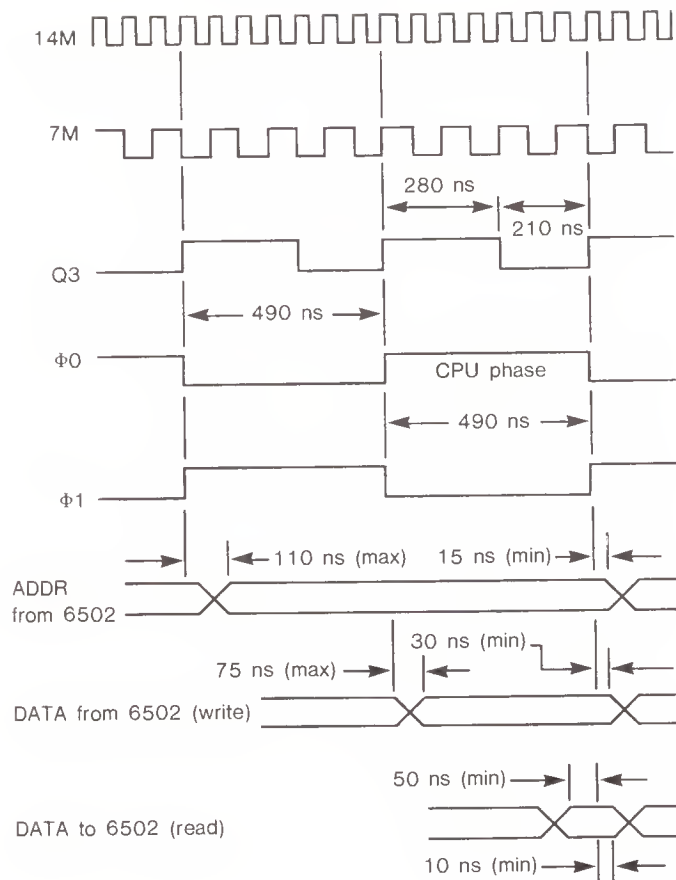 14M
7M
280 ns
210 ns
Q3
490 ns
Φ0
CPU phase
490 ns
Φ1
110 ns (max)
15 ns (min)
ADDR
from 6502
30 ns (min)
75 ns (max)
DATA from 6502 (write)
50 ns (min)
DATA to 6502 (read)
10 ns (min)